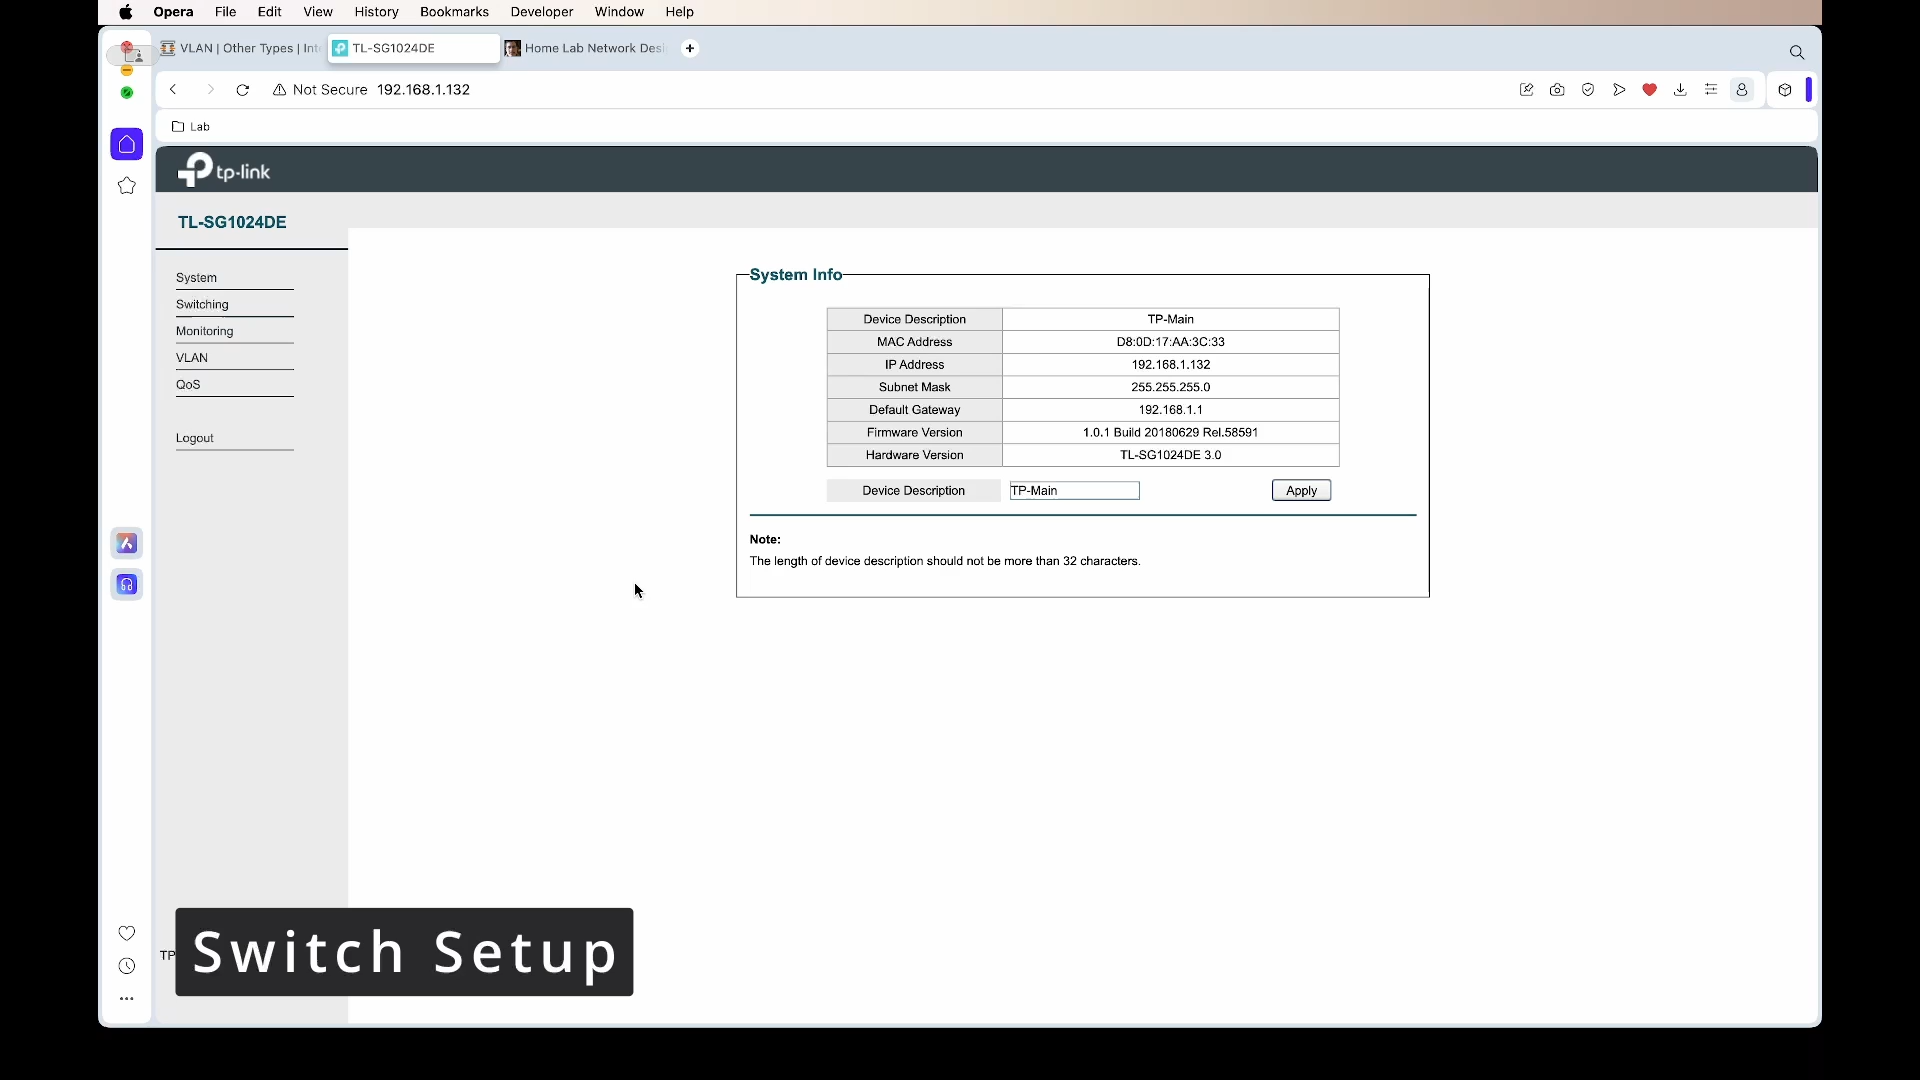 Opera File Edit View History Bookmarks Developer Window Help
VLAN | Other Types | Int
TL-SG1024DE
Home Lab Network Des
Not Secure 192.168.1.132
Lab
tp-link
TL-SG1024DE
System
Switching
Monitoring
VLAN
QoS
Logout
System Info
Device Description TP-Main
MAC Address D8:0D:17:AA:3C:33
IP Address 192.168.1.132
Subnet Mask 255.255.255.0
Default Gateway 192.168.1.1
Firmware Version 1.0.1 Build 20180629 Rel.58591
Hardware Version TL-SG1024DE 3.0
Device Description TP-Main Apply
Note:
The length of device description should not be more than 32 characters.
TP
Switch Setup